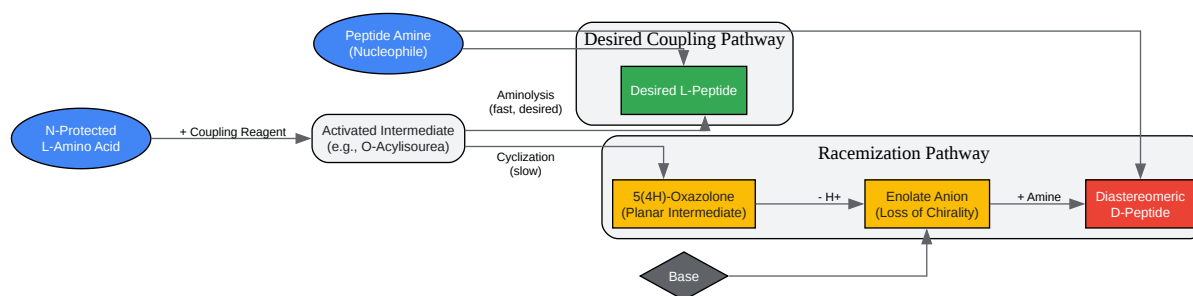 Peptide Amine
(Nucleophile)
Desired Coupling Pathway
Desired L-Peptide
Aminolysis
(fast, desired)
N-Protected
L-Amino Acid
+ Coupling Reagent
Activated Intermediate
(e.g., O-Acylisourea)
Cyclization
(slow)
Racemization Pathway
5(4H)-Oxazolone
(Planar Intermediate)
- H+
Enolate Anion
(Loss of Chirality)
+ Amine
Diastereomeric
D-Peptide
Base